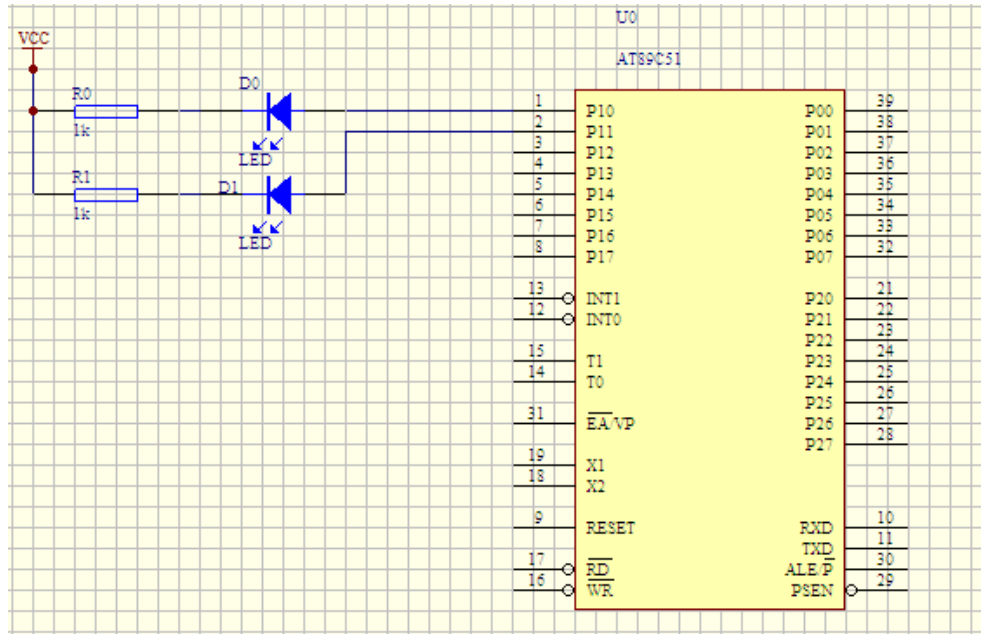 U0
AT89C51
VCC
R0
1k
D0
LED
R1
1k
D1
LED
1 P10 P00 39
2 P11 P01 38
3 P12 P02 37
4 P13 P03 36
5 P14 P04 35
6 P15 P05 34
7 P16 P06 33
8 P17 P07 32
13 INT1 P20 21
12 INT0 P21 22
P22 23
15 T1 P23 24
14 T0 P24 25
P25 26
31 EA/VP P26 27
P27 28
19 X1
18 X2
9 RESET RXD 10
TXD 11
17 RD ALE/P 30
16 WR PSEN 29